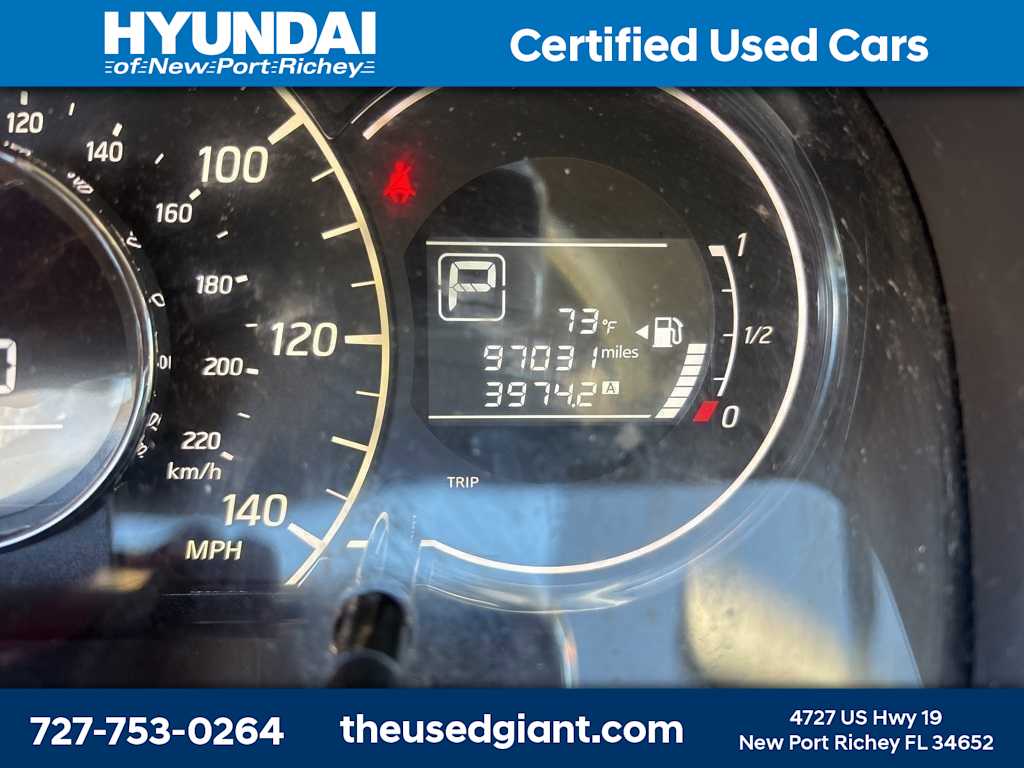 HYUNDAI
of New Port Richey
Certified Used Cars
120
140
100
160
180
120
200
220
km/h
140
MPH
P
73°F
97031 miles
3974.2 A
1
1/2
0
TRIP
727-753-0264
theusedgiant.com
4727 US Hwy 19
New Port Richey FL 34652